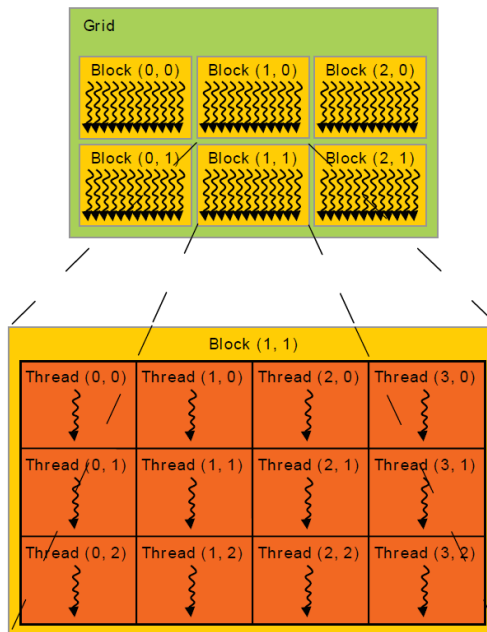 Grid
Block (0, 0) Block (1, 0) Block (2, 0)
Block (0, 1) Block (1, 1) Block (2, 1)
Block (1, 1)
Thread (0, 0) Thread (1, 0) Thread (2, 0) Thread (3, 0)
Thread (0, 1) Thread (1, 1) Thread (2, 1) Thread (3, 1)
Thread (0, 2) Thread (1, 2) Thread (2, 2) Thread (3, 2)